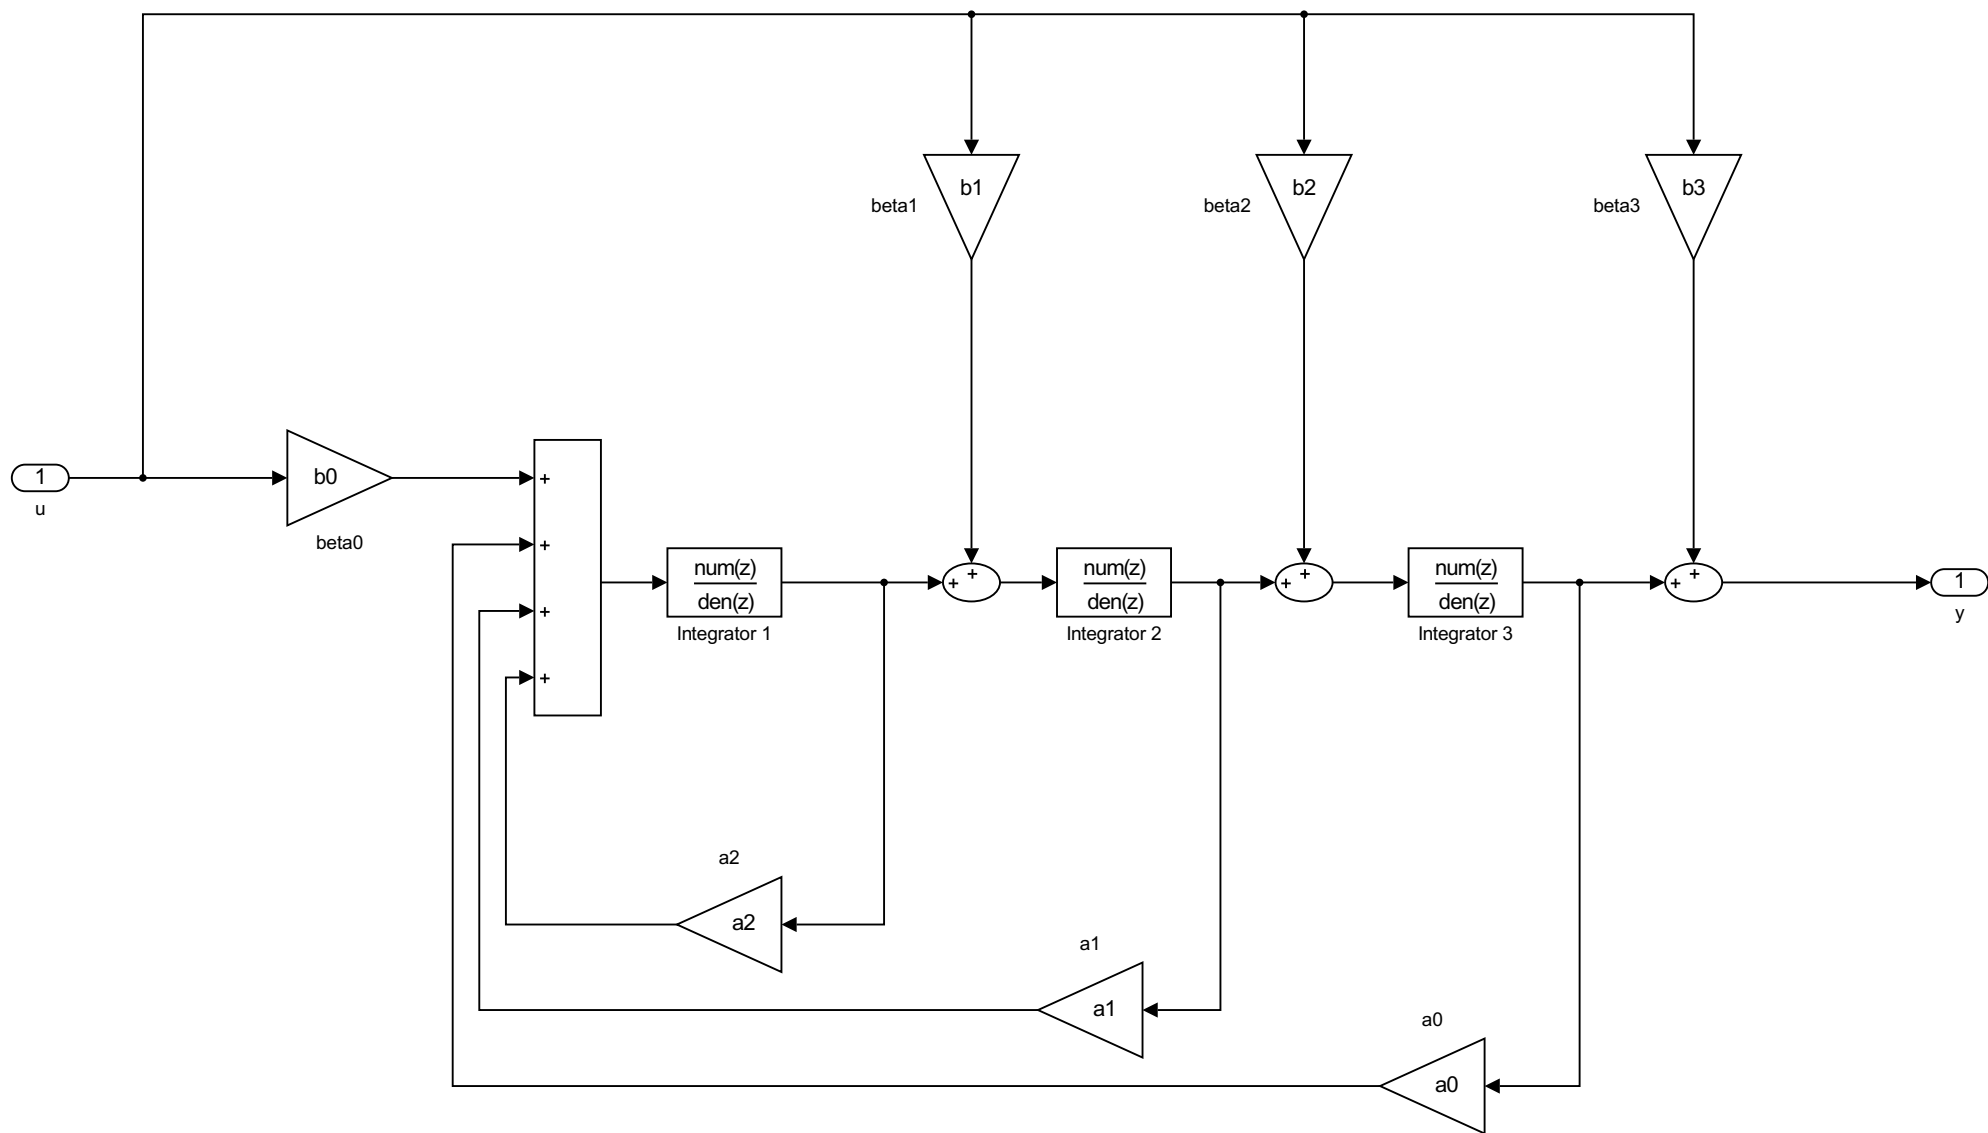 b1
b2
b3
beta1
beta2
beta3
1
b0
+
u
beta0
+
num(z)
den(z)
+
+
num(z)
den(z)
+
+
num(z)
den(z)
+
+
1
+
Integrator 1
Integrator 2
Integrator 3
y
+
a2
a2
a1
a1
a0
a0